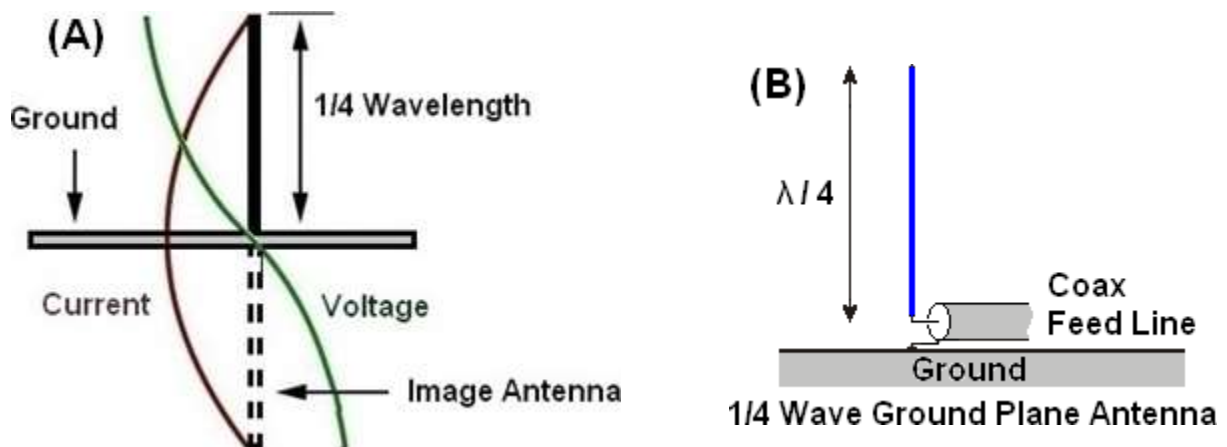 (A)
1/4 Wavelength
Ground
Current
Voltage
Image Antenna
(B)
λ / 4
Coax
Feed Line
Ground
1/4 Wave Ground Plane Antenna